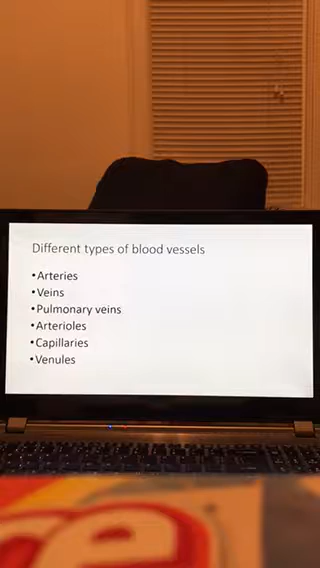 Different types of blood vessels
•Arteries
•Veins
•Pulmonary veins
•Arterioles
•Capillaries
•Venules